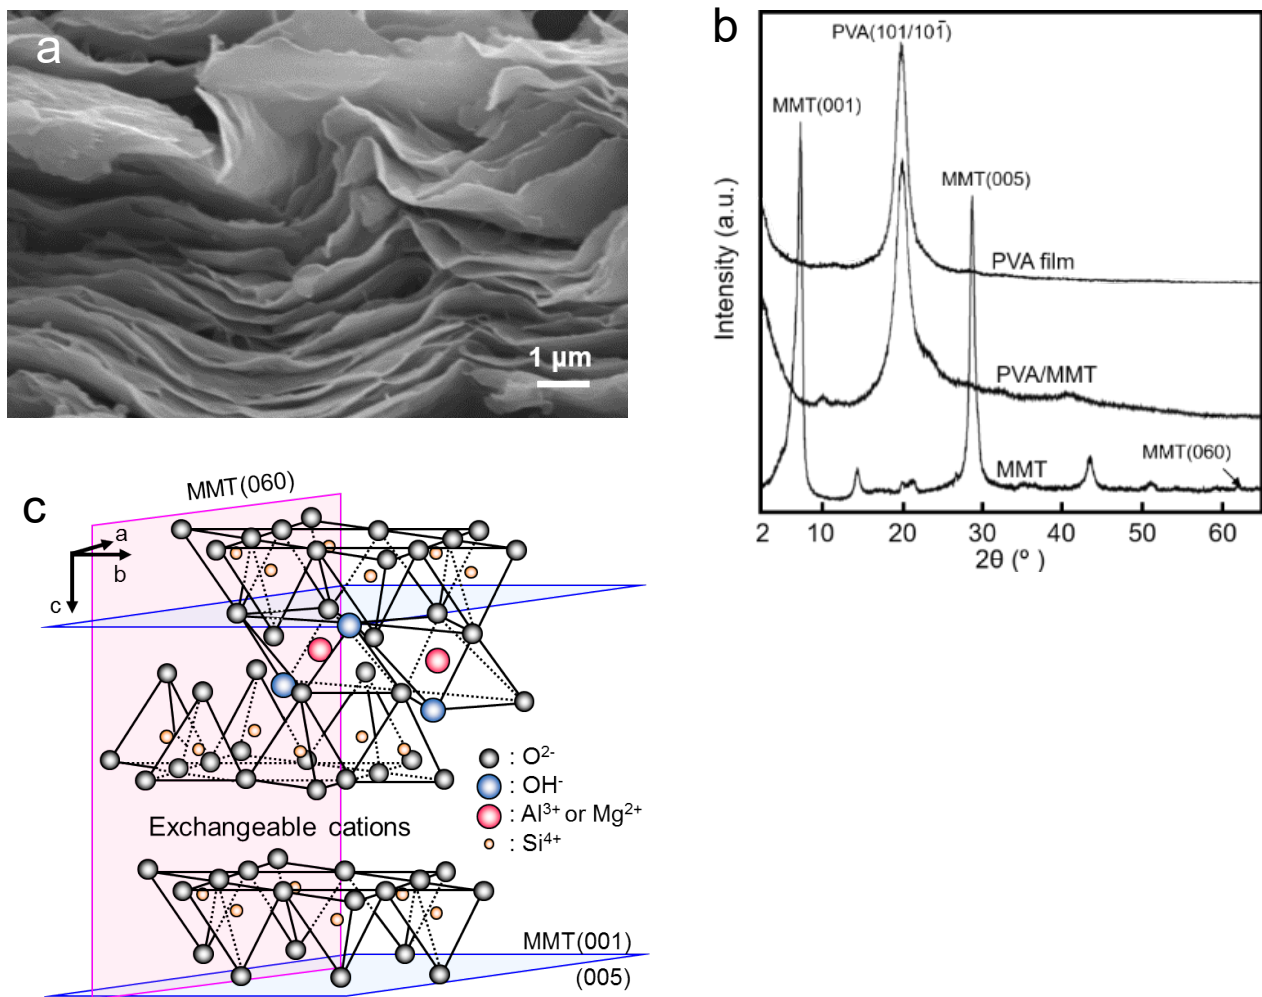 a
1 µm
b
PVA(101/101̄)
MMT(001)
MMT(005)
PVA film
PVA/MMT
MMT(060)
MMT
Intensity (a.u.)
2 10 20 30 40 50 60
2θ (º)
c
MMT(060)
a
b
c
: O²⁻
: OH⁻
: Al³⁺ or Mg²⁺
: Si⁴⁺
Exchangeable cations
MMT(001)
(005)